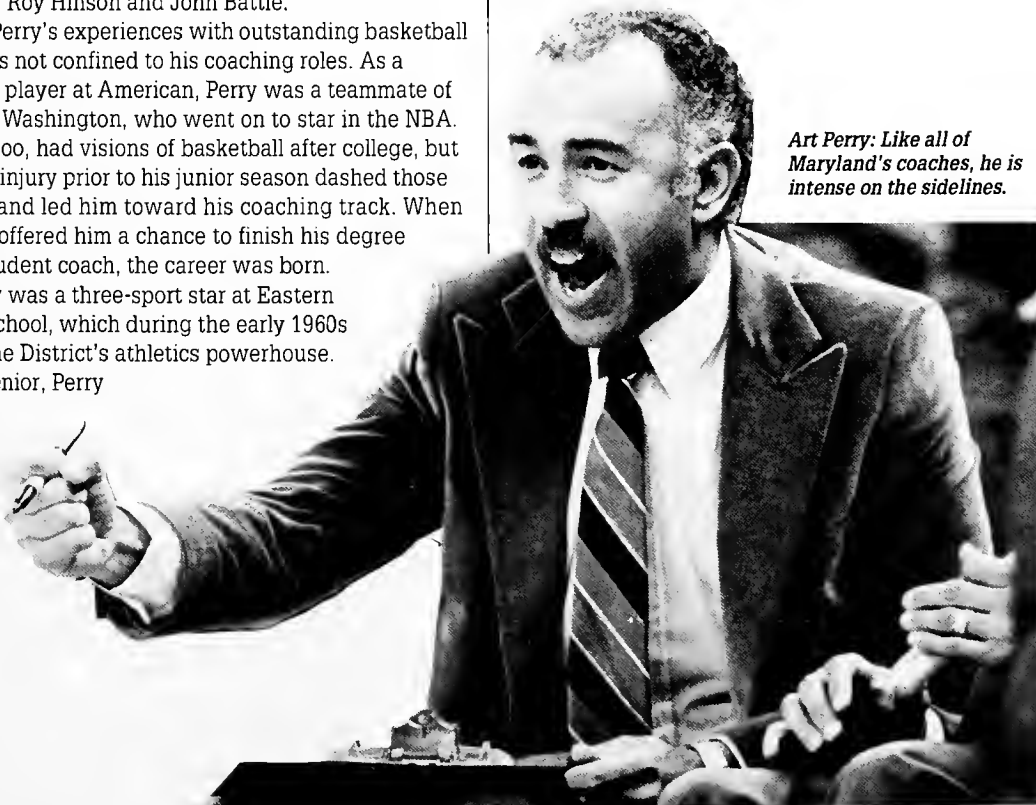 Roy Hinson and John Battle.
Perry's experiences with outstanding basketball
s not confined to his coaching roles. As a
player at American, Perry was a teammate of
Washington, who went on to star in the NBA.
oo, had visions of basketball after college, but
injury prior to his junior season dashed those
and led him toward his coaching track. When
offered him a chance to finish his degree
udent coach, the career was born.
was a three-sport star at Eastern
chool, which during the early 1960s
e District's athletics powerhouse.
nior, Perry
Art Perry: Like all of
Maryland's coaches, he is
intense on the sidelines.